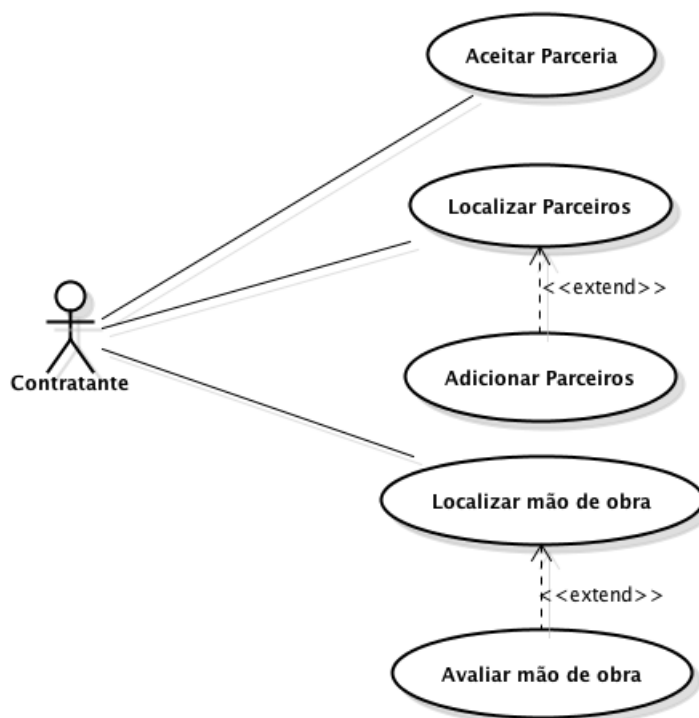 Aceitar Parceria
Localizar Parceiros
<<extend>>
Contratante
Adicionar Parceiros
Localizar mão de obra
<<extend>>
Avaliar mão de obra